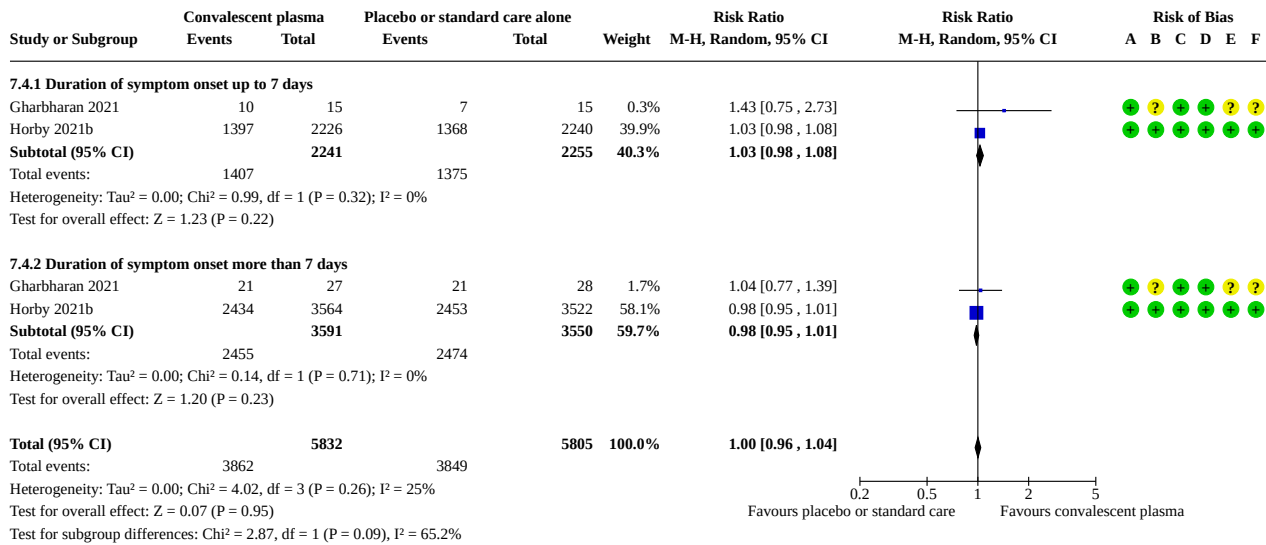 Convalescent plasma Placebo or standard care alone Risk Ratio Risk Ratio Risk of Bias
Study or Subgroup Events Total Events Total Weight M-H, Random, 95% CI M-H, Random, 95% CI A B C D E F
7.4.1 Duration of symptom onset up to 7 days
Gharbharan 2021 10 15 7 15 0.3% 1.43 [0.75 , 2.73] + ? + + ? ?
Horby 2021b 1397 2226 1368 2240 39.9% 1.03 [0.98 , 1.08] + + + + + +
Subtotal (95% CI) 2241 2255 40.3% 1.03 [0.98 , 1.08]
Total events: 1407 1375
Heterogeneity: Tau² = 0.00; Chi² = 0.99, df = 1 (P = 0.32); I² = 0%
Test for overall effect: Z = 1.23 (P = 0.22)
7.4.2 Duration of symptom onset more than 7 days
Gharbharan 2021 21 27 21 28 1.7% 1.04 [0.77 , 1.39] + ? + + ? ?
Horby 2021b 2434 3564 2453 3522 58.1% 0.98 [0.95 , 1.01] + + + + + +
Subtotal (95% CI) 3591 3550 59.7% 0.98 [0.95 , 1.01]
Total events: 2455 2474
Heterogeneity: Tau² = 0.00; Chi² = 0.14, df = 1 (P = 0.71); I² = 0%
Test for overall effect: Z = 1.20 (P = 0.23)
Total (95% CI) 5832 5805 100.0% 1.00 [0.96 , 1.04]
Total events: 3862 3849
Heterogeneity: Tau² = 0.00; Chi² = 4.02, df = 3 (P = 0.26); I² = 25%
0.2 0.5 1 2 5
Test for overall effect: Z = 0.07 (P = 0.95) Favours placebo or standard care Favours convalescent plasma
Test for subgroup differences: Chi² = 2.87, df = 1 (P = 0.09), I² = 65.2%